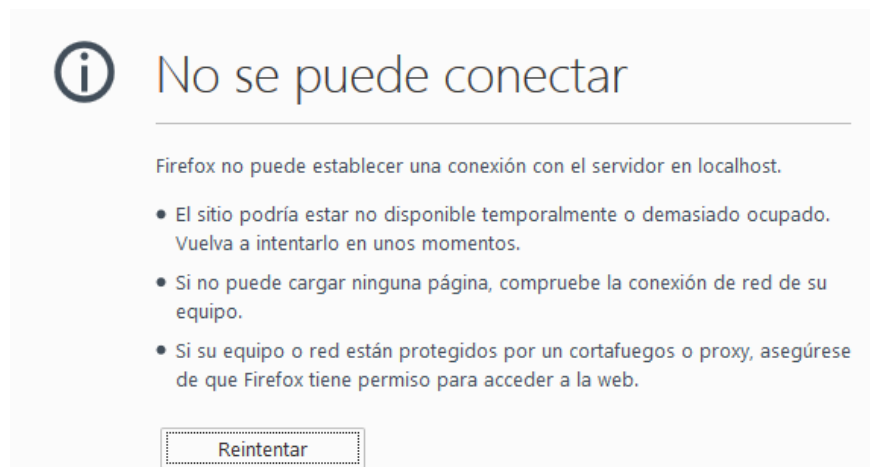 No se puede conectar
Firefox no puede establecer una conexión con el servidor en localhost.
• El sitio podría estar no disponible temporalmente o demasiado ocupado.
Vuelva a intentarlo en unos momentos.
• Si no puede cargar ninguna página, compruebe la conexión de red de su
equipo.
• Si su equipo o red están protegidos por un cortafuegos o proxy, asegúrese
de que Firefox tiene permiso para acceder a la web.
Reintentar